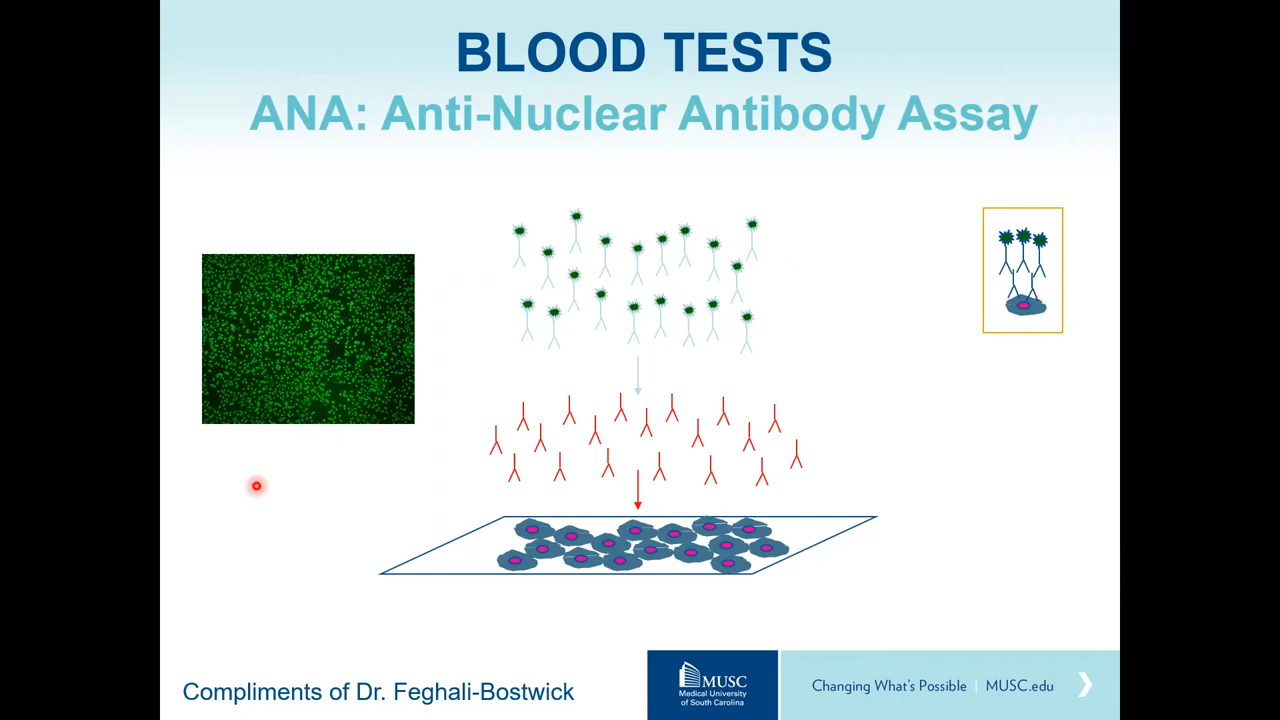 BLOOD TESTS
ANA: Anti-Nuclear Antibody Assay
Compliments of Dr. Feghali-Bostwick
MUSC
Medical University
of South Carolina
Changing What's Possible | MUSC.edu